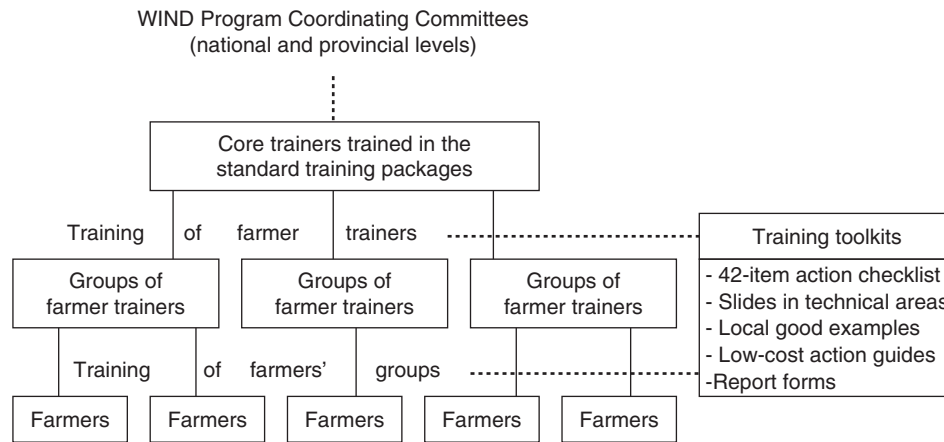 WIND Program Coordinating Committees
(national and provincial levels)
Core trainers trained in the
standard training packages
Training of farmer trainers
Training toolkits
Groups of
farmer trainers
Groups of
farmer trainers
Groups of
farmer trainers
- 42-item action checklist
- Slides in technical areas
- Local good examples
- Low-cost action guides
-Report forms
Training of farmers' groups
Farmers
Farmers
Farmers
Farmers
Farmers